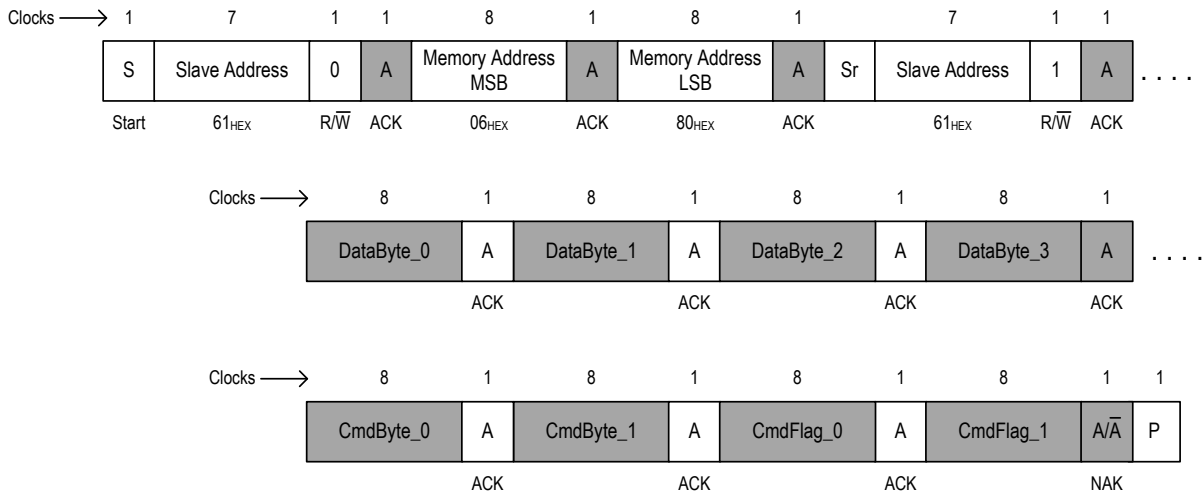 Clocks 1 7 1 1 8 1 8 1 7 1 1
S Slave Address 0 A Memory Address MSB A Memory Address LSB A Sr Slave Address 1 A . . . .
Start 61HEX R/W̅ ACK 06HEX ACK 80HEX ACK 61HEX R/W̅ ACK
Clocks 8 1 8 1 8 1 8 1
DataByte_0 A DataByte_1 A DataByte_2 A DataByte_3 A . . . .
ACK ACK ACK ACK
Clocks 8 1 8 1 8 1 8 1 1
CmdByte_0 A CmdByte_1 A CmdFlag_0 A CmdFlag_1 A/A̅ P
ACK ACK ACK NAK